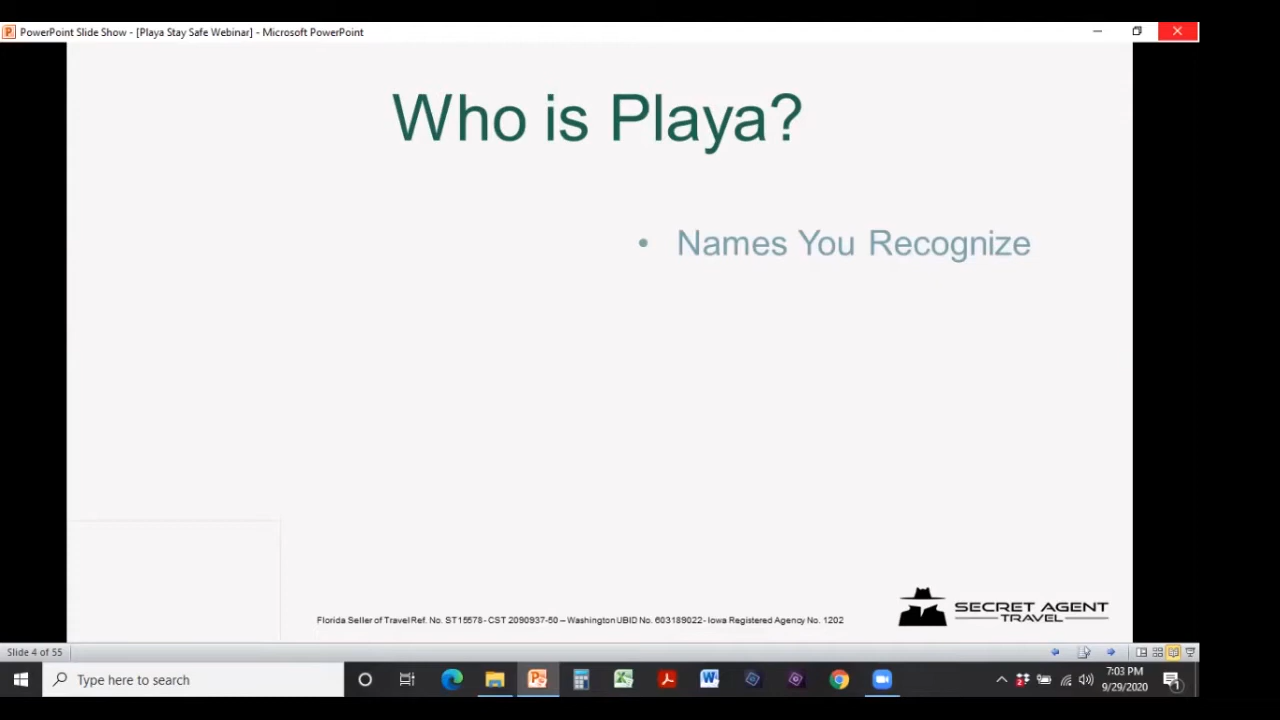 PowerPoint Slide Show - [Playa Stay Safe Webinar] - Microsoft PowerPoint
Who is Playa?
• Names You Recognize
Florida Seller of Travel Ref. No. ST15578- CST 2090937-50 – Washington UBID No. 603189022- Iowa Registered Agency No. 1202
SECRET AGENT
TRAVEL
Slide 4 of 55
Type here to search
7:03 PM
9/29/2020